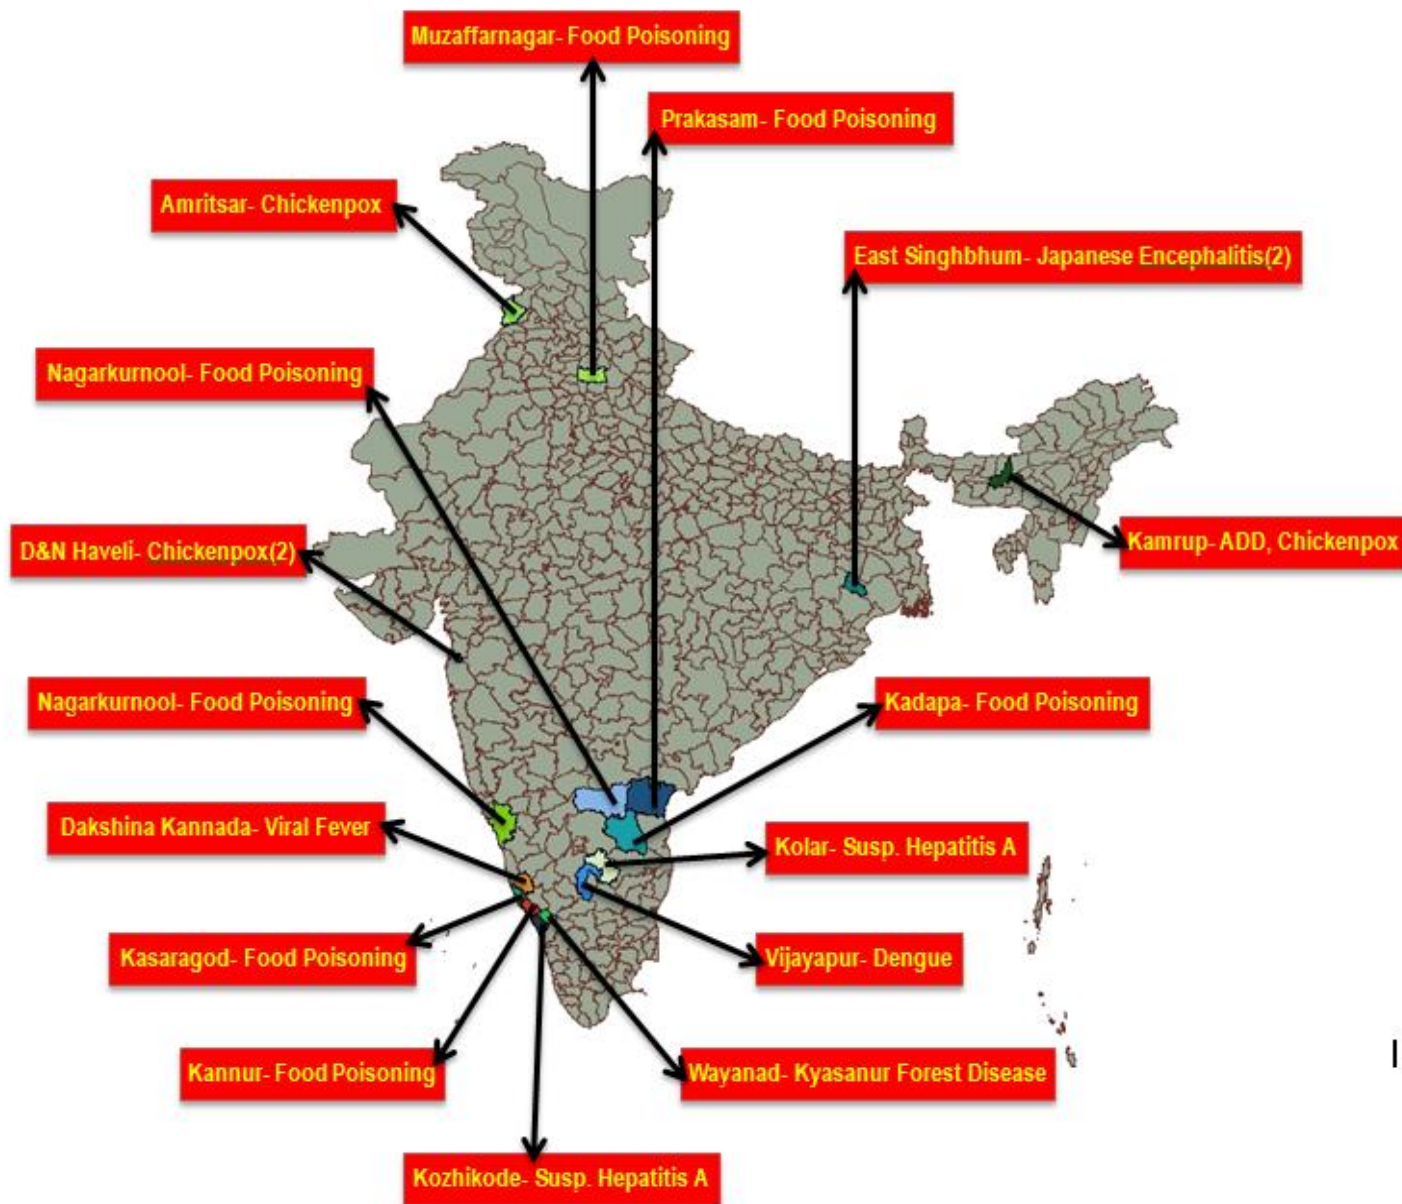 Muzaffarnagar- Food Poisoning
Prakasam- Food Poisoning
Amritsar- Chickenpox
East Singhbhum- Japanese Encephalitis(2)
Nagarkurnool- Food Poisoning
D&N Haveli- Chickenpox(2)
Kamrup- ADD, Chickenpox
Nagarkurnool- Food Poisoning
Kadapa- Food Poisoning
Dakshina Kannada- Viral Fever
Kolar- Susp. Hepatitis A
Kasaragod- Food Poisoning
Vijayapur- Dengue
Kannur- Food Poisoning
Wayanad- Kyasanur Forest Disease
Kozhikode- Susp. Hepatitis A